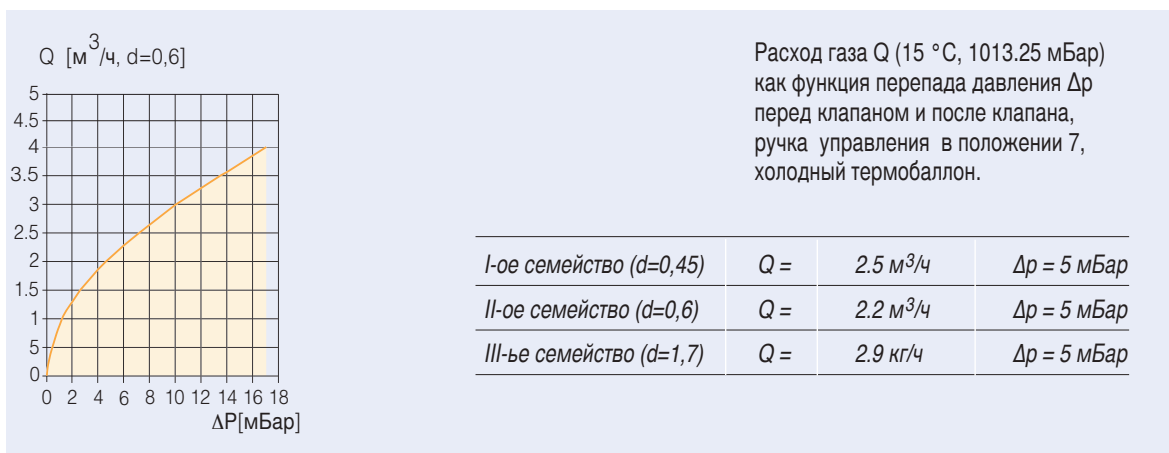 Q [м³/ч, d=0,6]
5
4.5
4
3.5
3
2.5
2
1.5
1
5
0
0 2 4 6 8 10 12 14 16 18
ΔP[мБар]
Расход газа Q (15 °C, 1013.25 мБар)
как функция перепада давления Δp
перед клапаном и после клапана,
ручка управления в положении 7,
холодный термобаллон.
I-ое семейство (d=0,45) Q = 2.5 м³/ч Δp = 5 мБар
II-ое семейство (d=0,6) Q = 2.2 м³/ч Δp = 5 мБар
III-ье семейство (d=1,7) Q = 2.9 кг/ч Δp = 5 мБар